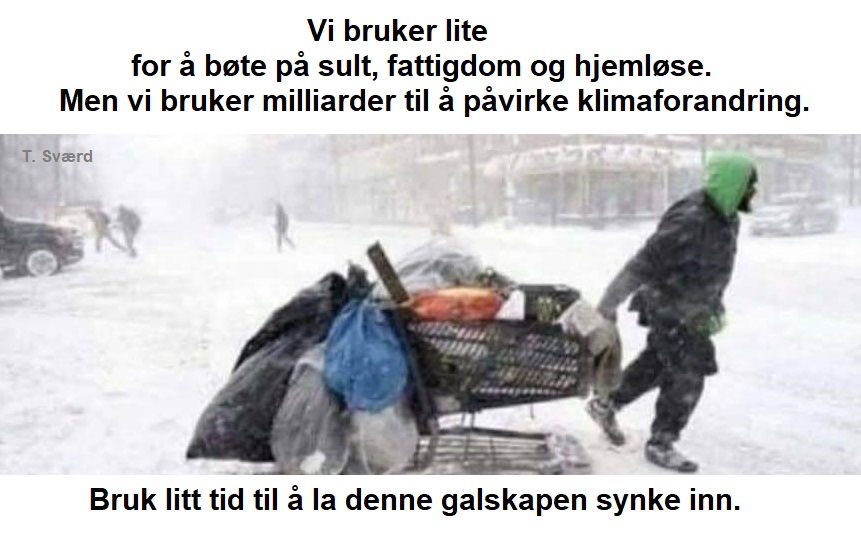 Vi bruker lite
for å bøte på sult, fattigdom og hjemløse.
Men vi bruker milliarder til å påvirke klimaforandring.
T. Sværd
Bruk litt tid til å la denne galskapen synke inn.